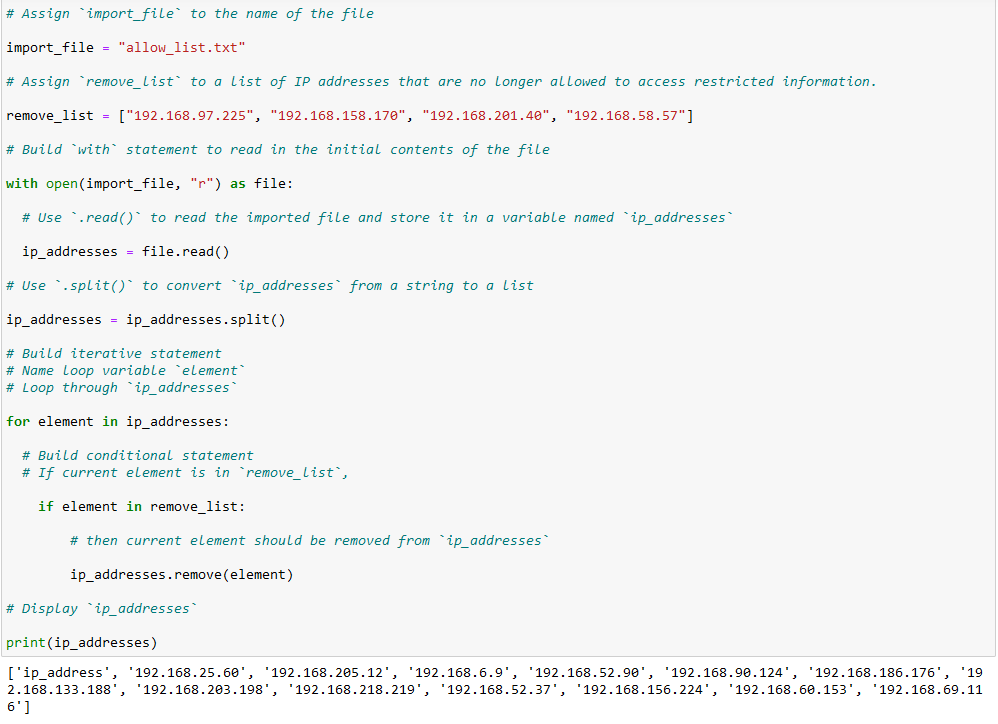 # Assign `import_file` to the name of the file
import_file = "allow_list.txt"
# Assign `remove_list` to a list of IP addresses that are no longer allowed to access restricted information.
remove_list = ["192.168.97.225", "192.168.158.170", "192.168.201.40", "192.168.58.57"]
# Build `with` statement to read in the initial contents of the file
with open(import_file, "r") as file:
  # Use `.read()` to read the imported file and store it in a variable named `ip_addresses`
  ip_addresses = file.read()
# Use `.split()` to convert `ip_addresses` from a string to a list
ip_addresses = ip_addresses.split()
# Build iterative statement
# Name loop variable `element`
# Loop through `ip_addresses`
for element in ip_addresses:
  # Build conditional statement
  # If current element is in `remove_list`,
    if element in remove_list:
        # then current element should be removed from `ip_addresses`
        ip_addresses.remove(element)
# Display `ip_addresses`
print(ip_addresses)
['ip_address', '192.168.25.60', '192.168.205.12', '192.168.6.9', '192.168.52.90', '192.168.90.124', '192.168.186.176', '19
2.168.133.188', '192.168.203.198', '192.168.218.219', '192.168.52.37', '192.168.156.224', '192.168.60.153', '192.168.69.11
6']